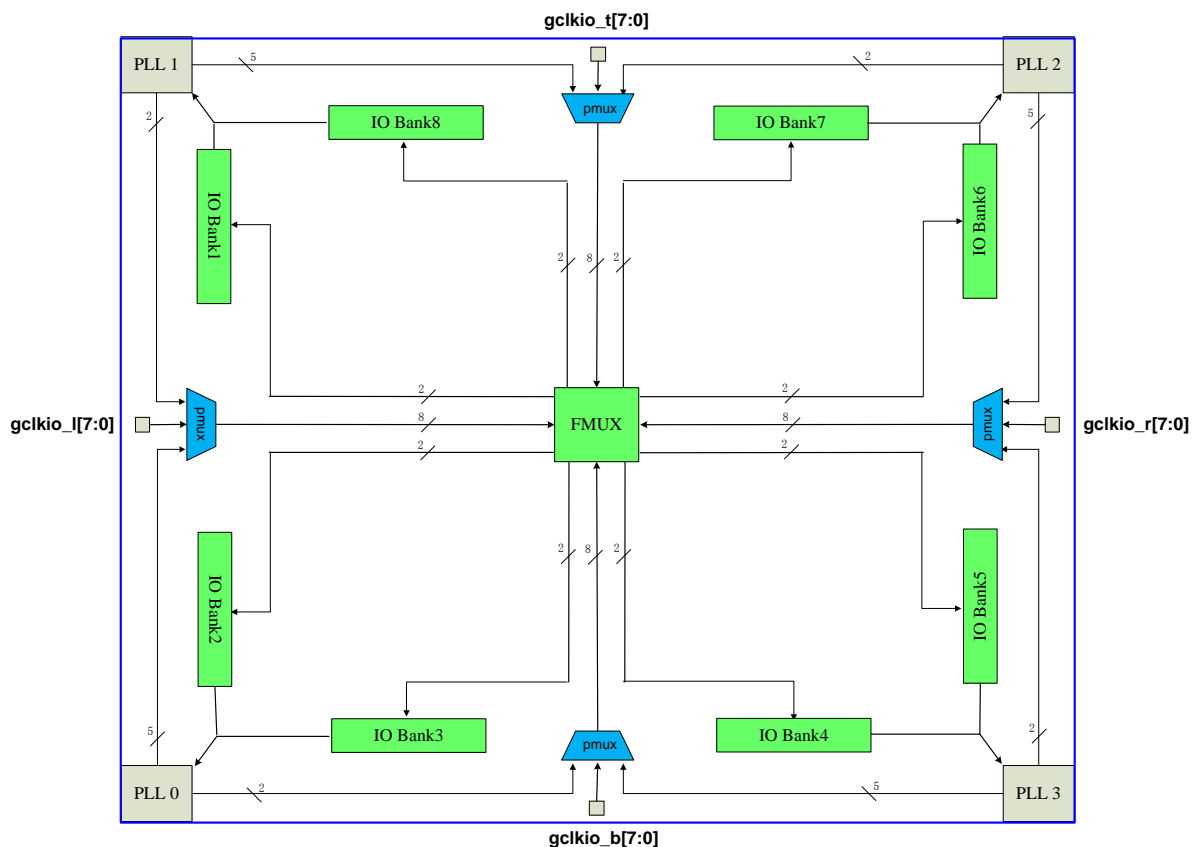 gclkio_t[7:0]
PLL 1
5
2
PLL 2
pmux
2
IO Bank8
IO Bank7
5
IO Bank1
IO Bank6
2
8
2
2
2
gclkio_l[7:0]
pmux
8
FMUX
8
pmux
gclkio_r[7:0]
2
2
2
8
2
IO Bank2
IO Bank5
IO Bank3
pmux
IO Bank4
5
2
PLL 0
2
5
PLL 3
gclkio_b[7:0]